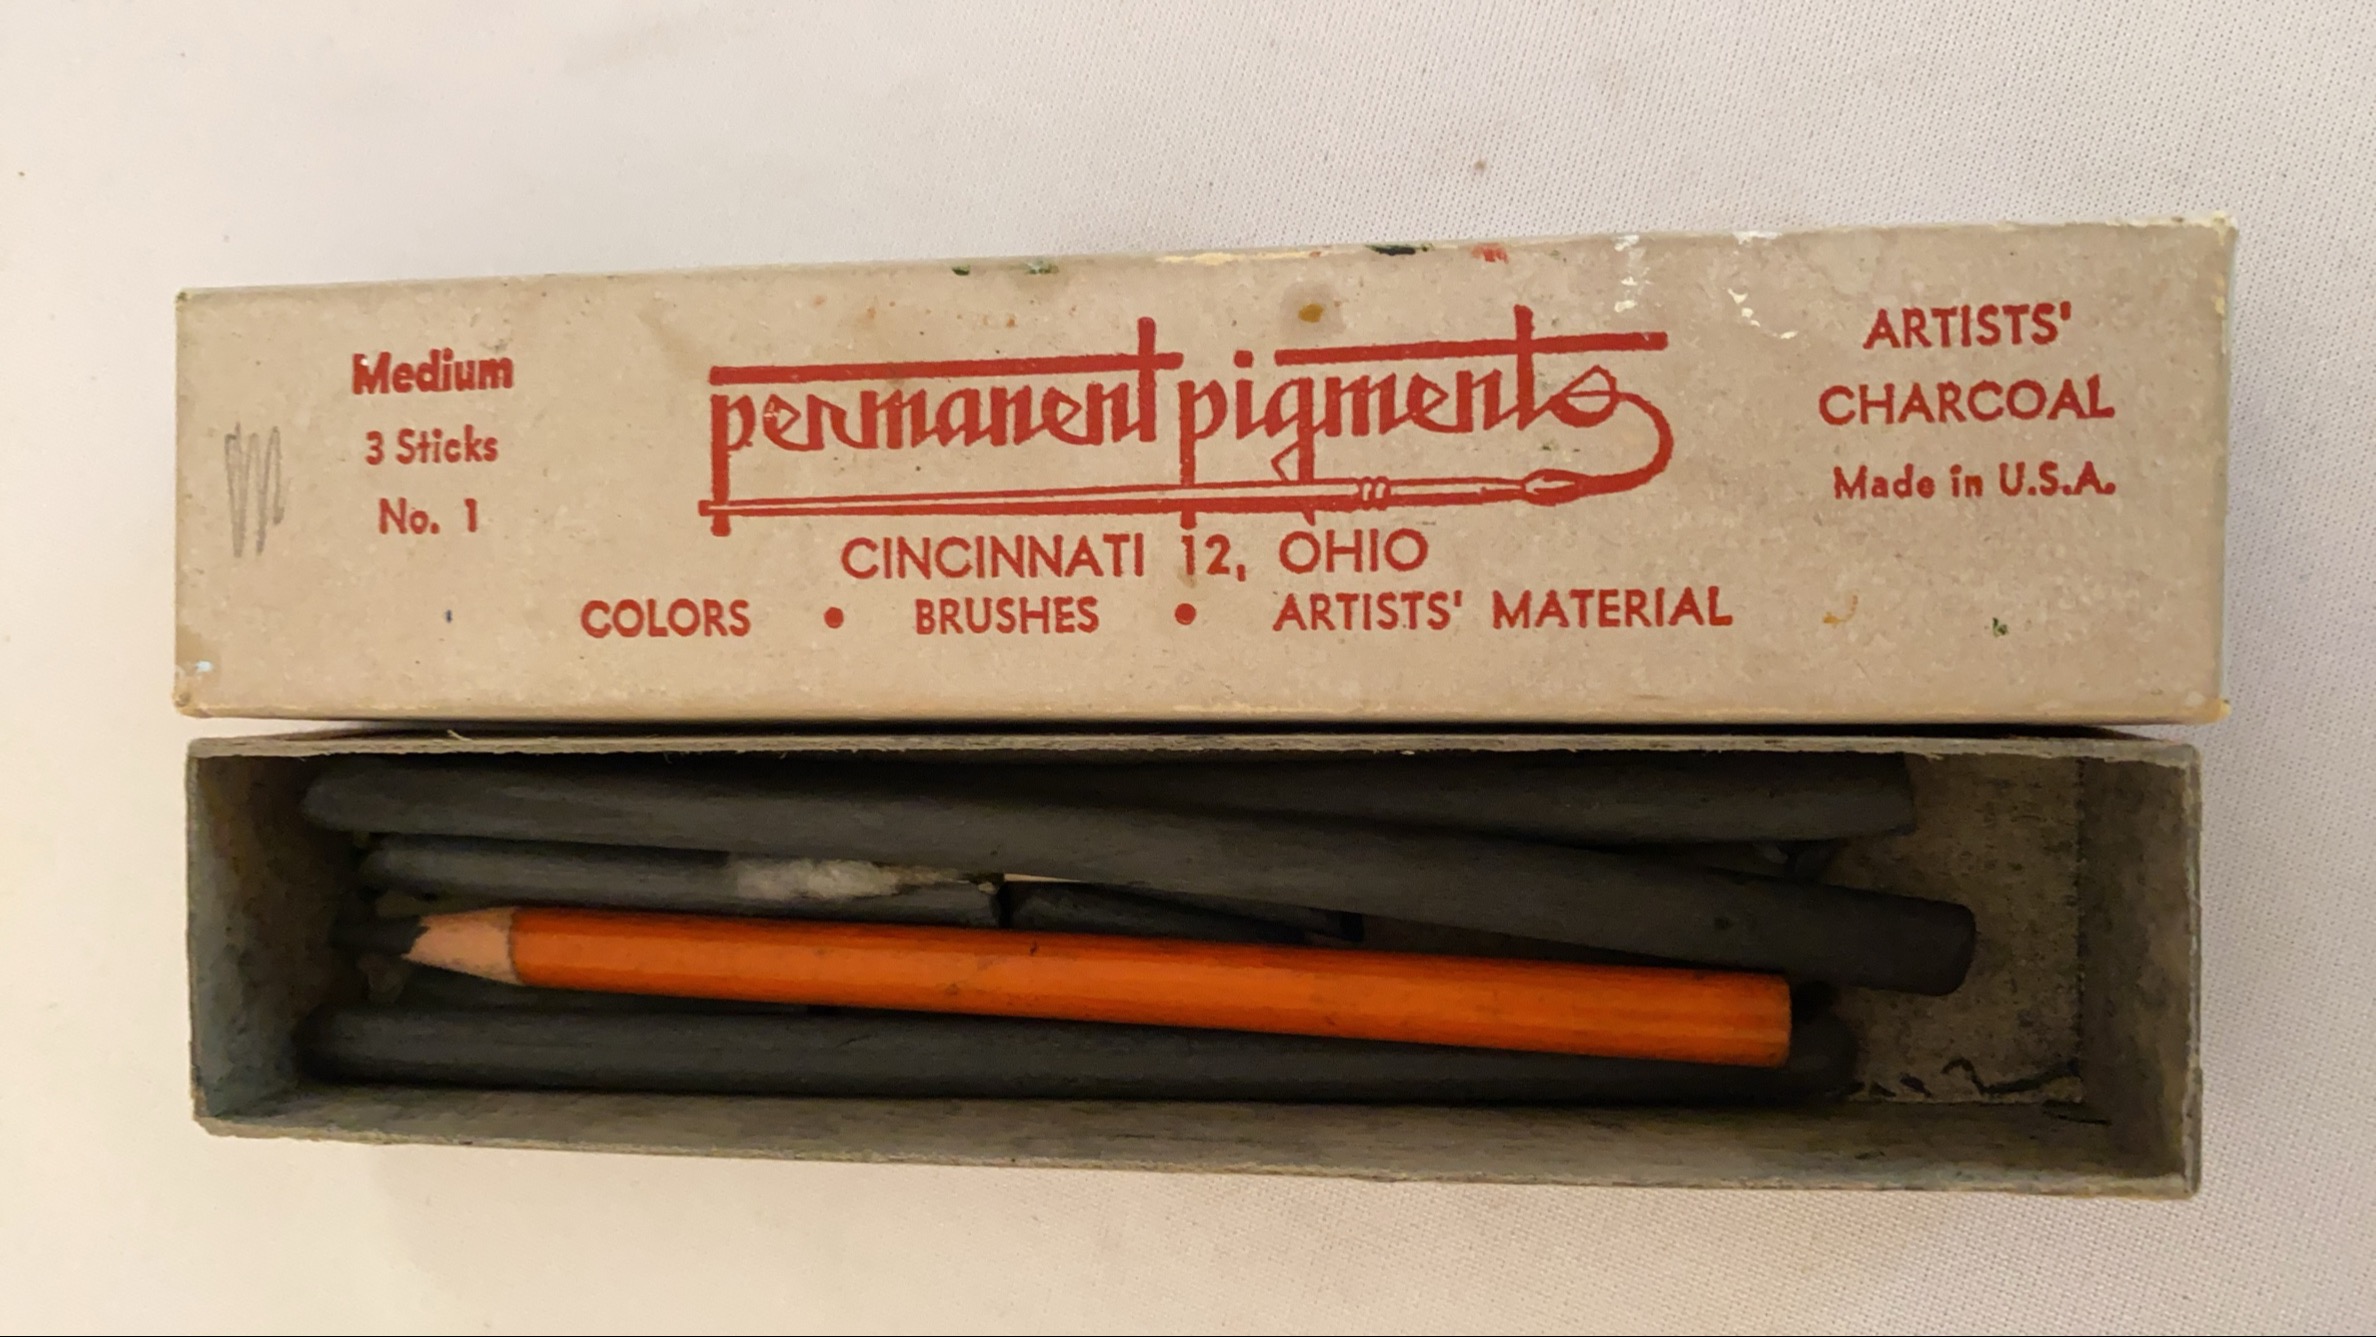 Medium
3 Sticks
No. 1
permanent pigments
CINCINNATI 12, OHIO
COLORS • BRUSHES • ARTISTS' MATERIAL
ARTISTS'
CHARCOAL
Made in U.S.A.